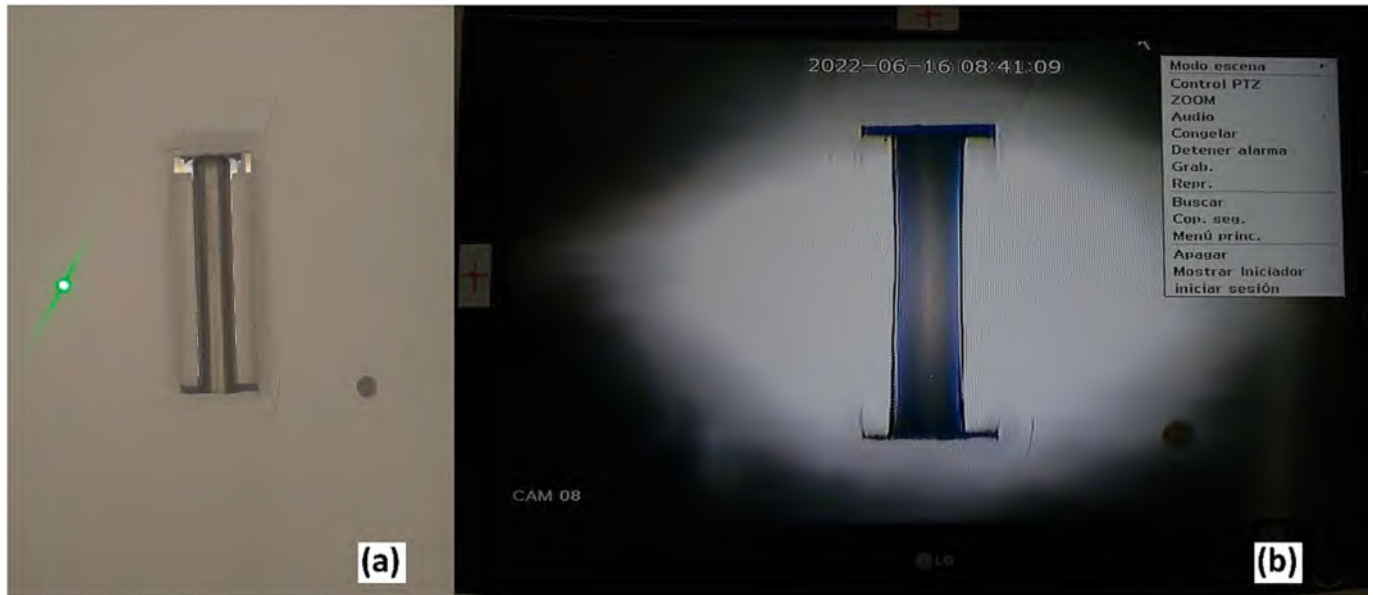 2022-06-16 08:41:09
Modo escena
Control PTZ
ZOOM
Audio
Congelar
Detener alarma
Grab.
Repr.
Buscar
Cop. seg.
Menú princ.
Apagar
Mostrar Iniciador
iniciar sesión
CAM 08
LG
(a)
(b)